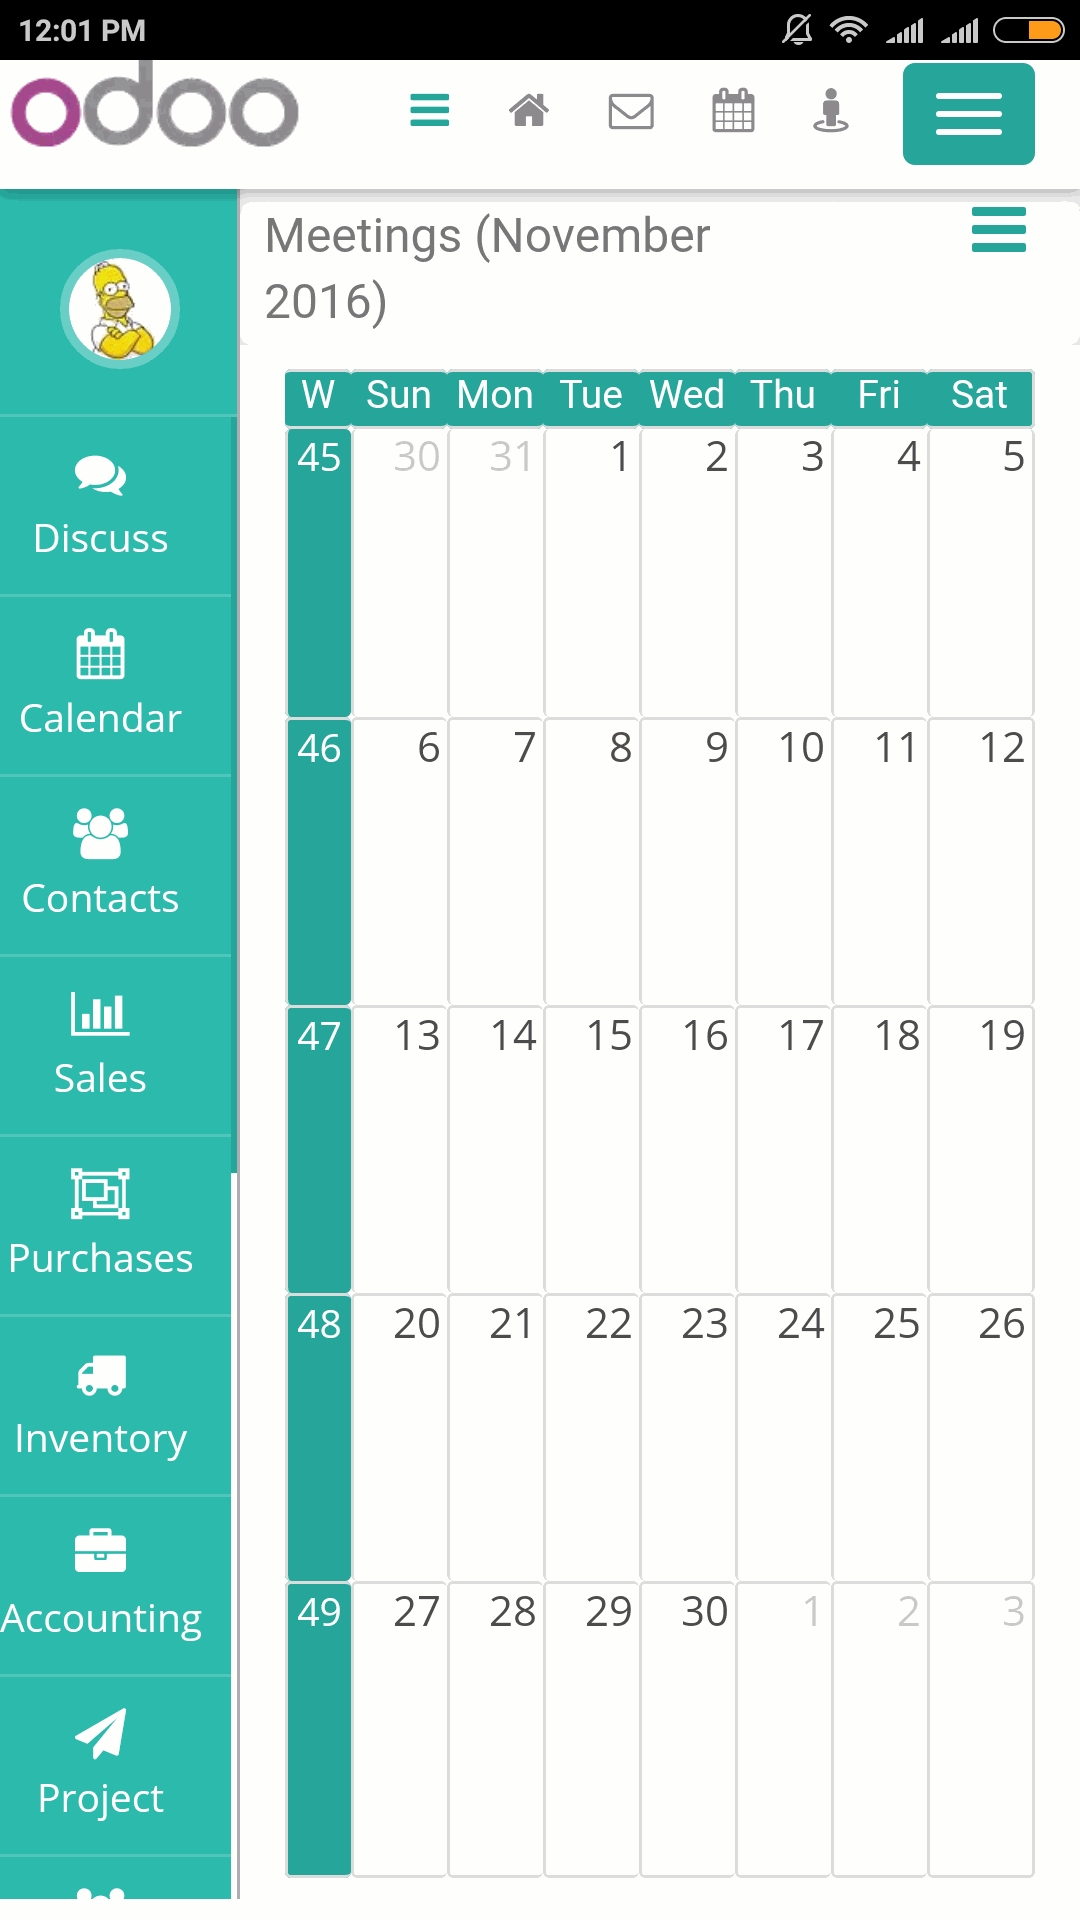 12:01 PM
odoo
Meetings (November
2016)
W Sun Mon Tue Wed Thu Fri Sat
45 30 31 1 2 3 4 5
46 6 7 8 9 10 11 12
47 13 14 15 16 17 18 19
48 20 21 22 23 24 25 26
49 27 28 29 30 1 2 3
Discuss
Calendar
Contacts
Sales
Purchases
Inventory
Accounting
Project